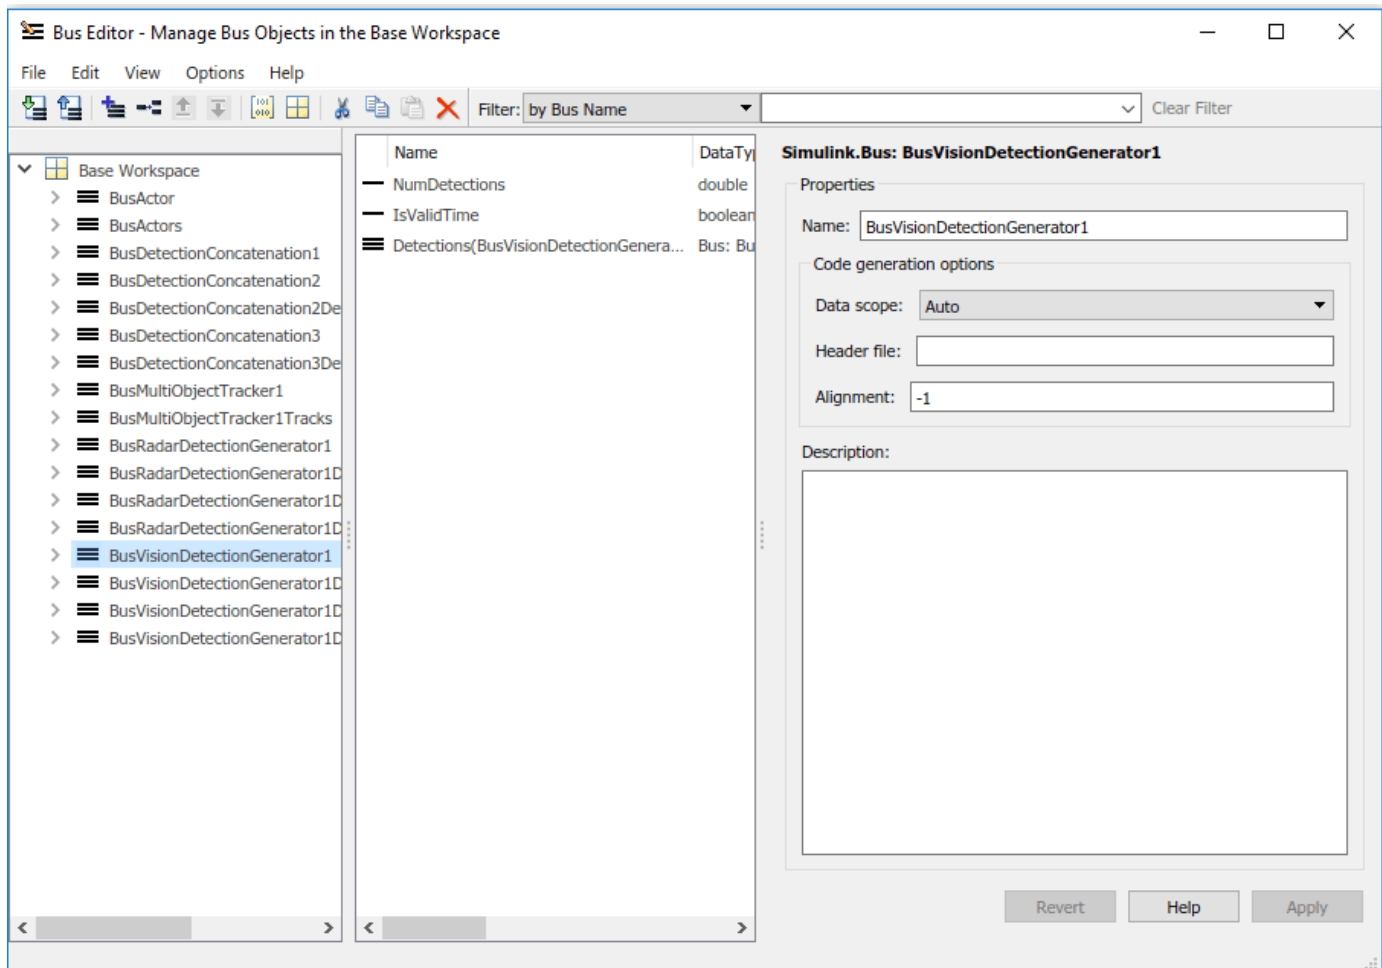 Bus Editor - Manage Bus Objects in the Base Workspace
File Edit View Options Help
Filter: by Bus Name Clear Filter
Base Workspace
BusActor
BusActors
BusDetectionConcatenation1
BusDetectionConcatenation2
BusDetectionConcatenation2De
BusDetectionConcatenation3
BusDetectionConcatenation3De
BusMultiObjectTracker1
BusMultiObjectTracker1Tracks
BusRadarDetectionGenerator1
BusRadarDetectionGenerator1D
BusRadarDetectionGenerator1D
BusRadarDetectionGenerator1D
BusVisionDetectionGenerator1
BusVisionDetectionGenerator1D
BusVisionDetectionGenerator1D
BusVisionDetectionGenerator1D
Name DataTy
NumDetections double
IsValidTime boolean
Detections(BusVisionDetectionGenera... Bus: Bu
Simulink.Bus: BusVisionDetectionGenerator1
Properties
Name: BusVisionDetectionGenerator1
Code generation options
Data scope: Auto
Header file:
Alignment: -1
Description:
Revert Help Apply